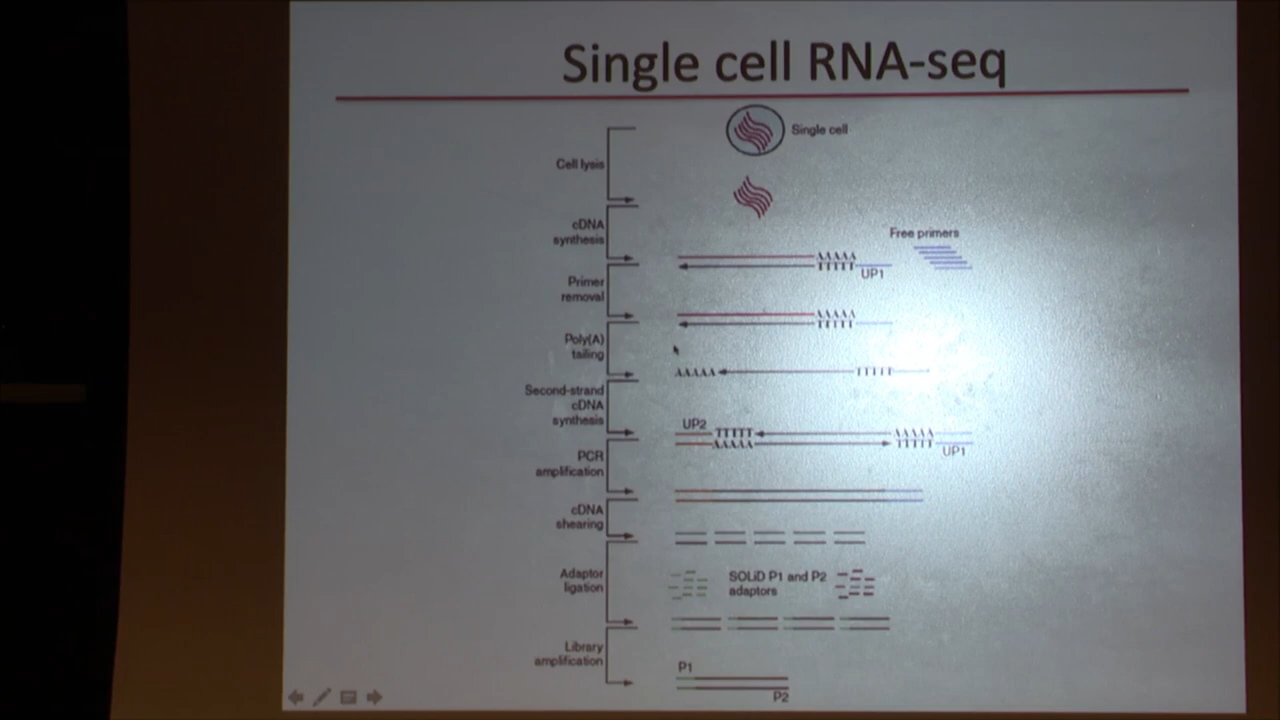 Single cell RNA-seq
Single cell
Cell lysis
cDNA
synthesis
Free primers
AAAAA
TTTTT
UP1
Primer
removal
AAAAA
TTTTT
Poly(A)
tailing
AAAAA
TTTTT
Second-strand
cDNA
synthesis
UP2
TTTTT
AAAAA
AAAAA
TTTTT
UP1
PCR
amplification
cDNA
shearing
Adaptor
ligation
SOLiD P1 and P2
adaptors
Library
amplification
P1
P2